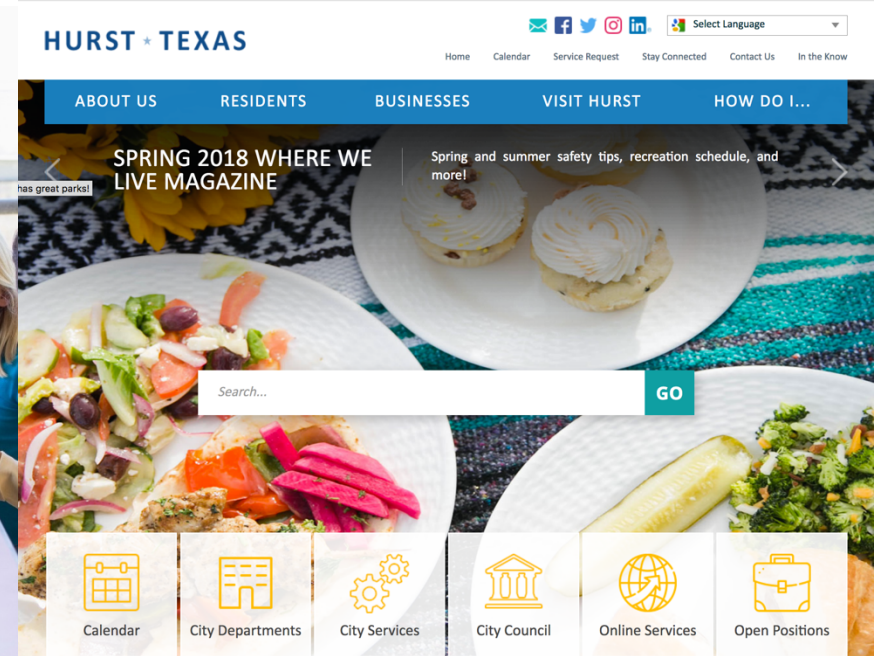 HURST ★ TEXAS
Select Language
Home Calendar Service Request Stay Connected Contact Us In the Know
ABOUT US RESIDENTS BUSINESSES VISIT HURST HOW DO I...
SPRING 2018 WHERE WE
LIVE MAGAZINE
Spring and summer safety tips, recreation schedule, and
more!
has great parks!
Search...
GO
Calendar City Departments City Services City Council Online Services Open Positions